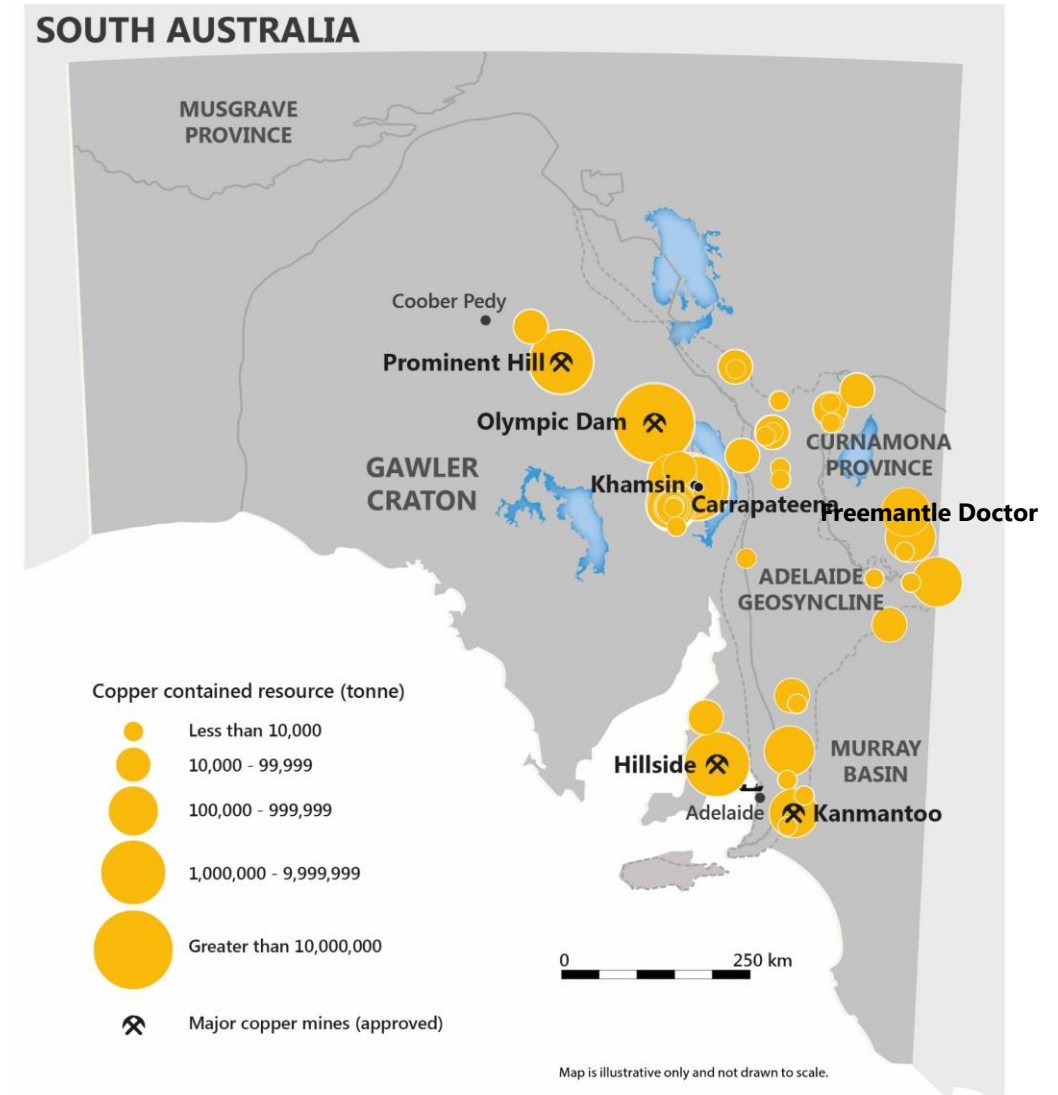 SOUTH AUSTRALIA
MUSGRAVE
PROVINCE
Coober Pedy
Prominent Hill
Olympic Dam
GAWLER
CRATON
Khamsin
Carrapateena
CURNAMONA
PROVINCE
Freemantle Doctor
ADELAIDE
GEOSYNCLINE
Copper contained resource (tonne)
Less than 10,000
10,000 - 99,999
100,000 - 999,999
1,000,000 - 9,999,999
Greater than 10,000,000
Major copper mines (approved)
Hillside
MURRAY
BASIN
Adelaide
Kanmantoo
0 250 km
Map is illustrative only and not drawn to scale.